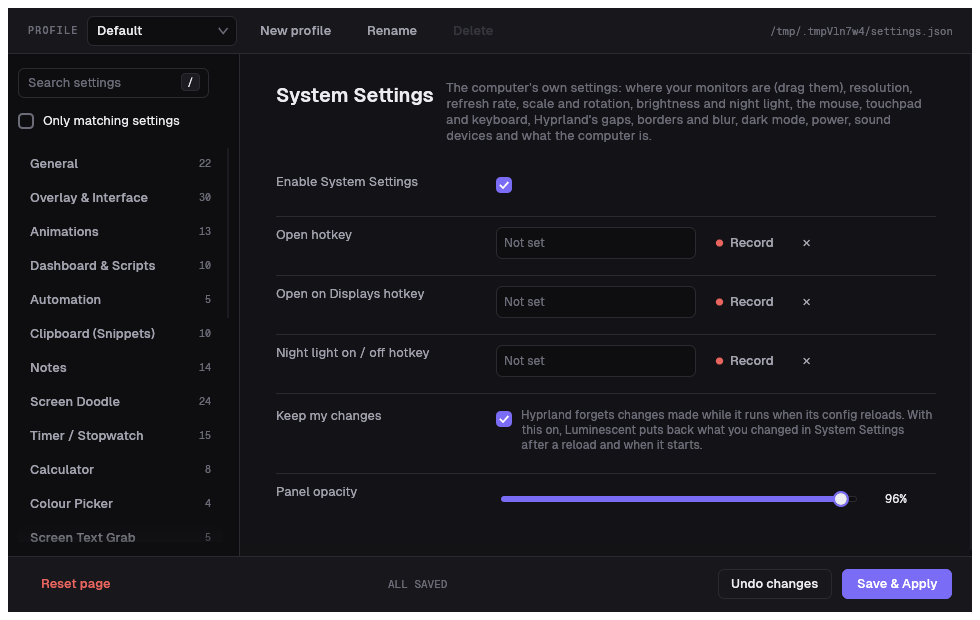 PROFILE Default New profile Rename Delete /tmp/.tmpVln7w4/settings.json
Search settings /
Only matching settings
General 22
Overlay & Interface 30
Animations 13
Dashboard & Scripts 10
Automation 5
Clipboard (Snippets) 10
Notes 14
Screen Doodle 24
Timer / Stopwatch 15
Calculator 8
Colour Picker 4
Screen Text Grab 5
System Settings
The computer's own settings: where your monitors are (drag them), resolution,
refresh rate, scale and rotation, brightness and night light, the mouse, touchpad
and keyboard, Hyprland's gaps, borders and blur, dark mode, power, sound
devices and what the computer is.
Enable System Settings
Open hotkey Not set Record ×
Open on Displays hotkey Not set Record ×
Night light on / off hotkey Not set Record ×
Keep my changes
Hyprland forgets changes made while it runs when its config reloads. With
this on, Luminescent puts back what you changed in System Settings
after a reload and when it starts.
Panel opacity 96%
Reset page ALL SAVED Undo changes Save & Apply